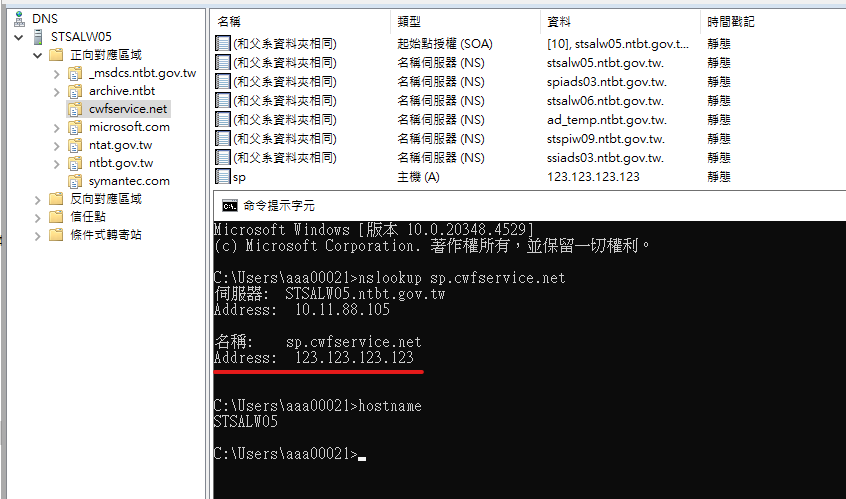 DNS
STSALW05
正向對應區域
_msdcs.ntbt.gov.tw
archive.ntbt
cwfservice.net
microsoft.com
ntat.gov.tw
ntbt.gov.tw
symantec.com
反向對應區域
信任點
條件式轉寄站
名稱 類型 資料 時間戳記
(和父系資料夾相同) 起始點授權 (SOA) [10], stsalw05.ntbt.gov.t... 靜態
(和父系資料夾相同) 名稱伺服器 (NS) stsalw05.ntbt.gov.tw. 靜態
(和父系資料夾相同) 名稱伺服器 (NS) spiads03.ntbt.gov.tw. 靜態
(和父系資料夾相同) 名稱伺服器 (NS) stsalw06.ntbt.gov.tw. 靜態
(和父系資料夾相同) 名稱伺服器 (NS) ad_temp.ntbt.gov.tw. 靜態
(和父系資料夾相同) 名稱伺服器 (NS) stspiw09.ntbt.gov.tw. 靜態
(和父系資料夾相同) 名稱伺服器 (NS) ssiads03.ntbt.gov.tw. 靜態
sp 主機 (A) 123.123.123.123 靜態
命令提示字元
Microsoft Windows [版本 10.0.20348.4529]
(c) Microsoft Corporation. 著作權所有，並保留一切權利。
C:\Users\aaa00021>nslookup sp.cwfservice.net
伺服器: STSALW05.ntbt.gov.tw
Address: 10.11.88.105
名稱: sp.cwfservice.net
Address: 123.123.123.123
C:\Users\aaa00021>hostname
STSALW05
C:\Users\aaa00021>